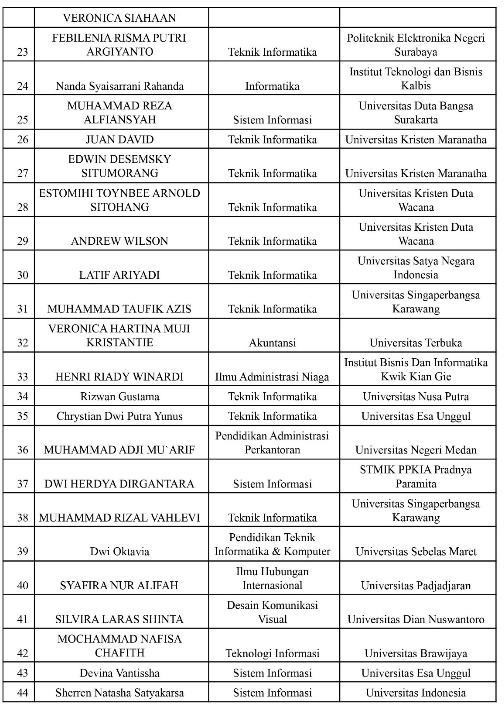 VERONICA SIAHAAN
FEBILENIA RISMA PUTRI
23 ARGIYANTO Teknik Informatika Politeknik Elektronika Negeri
Surabaya
24 Nanda Syaisarrani Rahanda Informatika Institut Teknologi dan Bisnis
Kalbis
MUHAMMAD REZA
25 ALFIANSYAH Sistem Informasi Universitas Duta Bangsa
Surakarta
26 JUAN DAVID Teknik Informatika Universitas Kristen Maranatha
EDWIN DESEMSKY
27 SITUMORANG Teknik Informatika Universitas Kristen Maranatha
ESTOMIHI TOYNBEE ARNOLD
28 SITOHANG Teknik Informatika Universitas Kristen Duta
Wacana
29 ANDREW WILSON Teknik Informatika Universitas Kristen Duta
Wacana
30 LATIF ARIYADI Teknik Informatika Universitas Satya Negara
Indonesia
31 MUHAMMAD TAUFIK AZIS Teknik Informatika Universitas Singaperbangsa
Karawang
VERONICA HARTINA MUJI
32 KRISTANTIE Akuntansi Universitas Terbuka
33 HENRI RIADY WINARDI Ilmu Administrasi Niaga Institut Bisnis Dan Informatika
Kwik Kian Gie
34 Rizwan Gustama Teknik Informatika Universitas Nusa Putra
35 Chrystian Dwi Putra Yunus Teknik Informatika Universitas Esa Unggul
36 MUHAMMAD ADJI MU`ARIF Pendidikan Administrasi
Perkantoran Universitas Negeri Medan
37 DWI HERDYA DIRGANTARA Sistem Informasi STMIK PPKIA Pradnya
Paramita
38 MUHAMMAD RIZAL VAHLEVI Teknik Informatika Universitas Singaperbangsa
Karawang
39 Dwi Oktavia Pendidikan Teknik
Informatika & Komputer Universitas Sebelas Maret
40 SYAFIRA NUR ALIFAH Ilmu Hubungan
Internasional Universitas Padjadjaran
41 SILVIRA LARAS SHINTA Desain Komunikasi
Visual Universitas Dian Nuswantoro
MOCHAMMAD NAFISA
42 CHAFITH Teknologi Informasi Universitas Brawijaya
43 Devina Vantissha Sistem Informasi Universitas Esa Unggul
44 Sherren Natasha Satyakarsa Sistem Informasi Universitas Indonesia